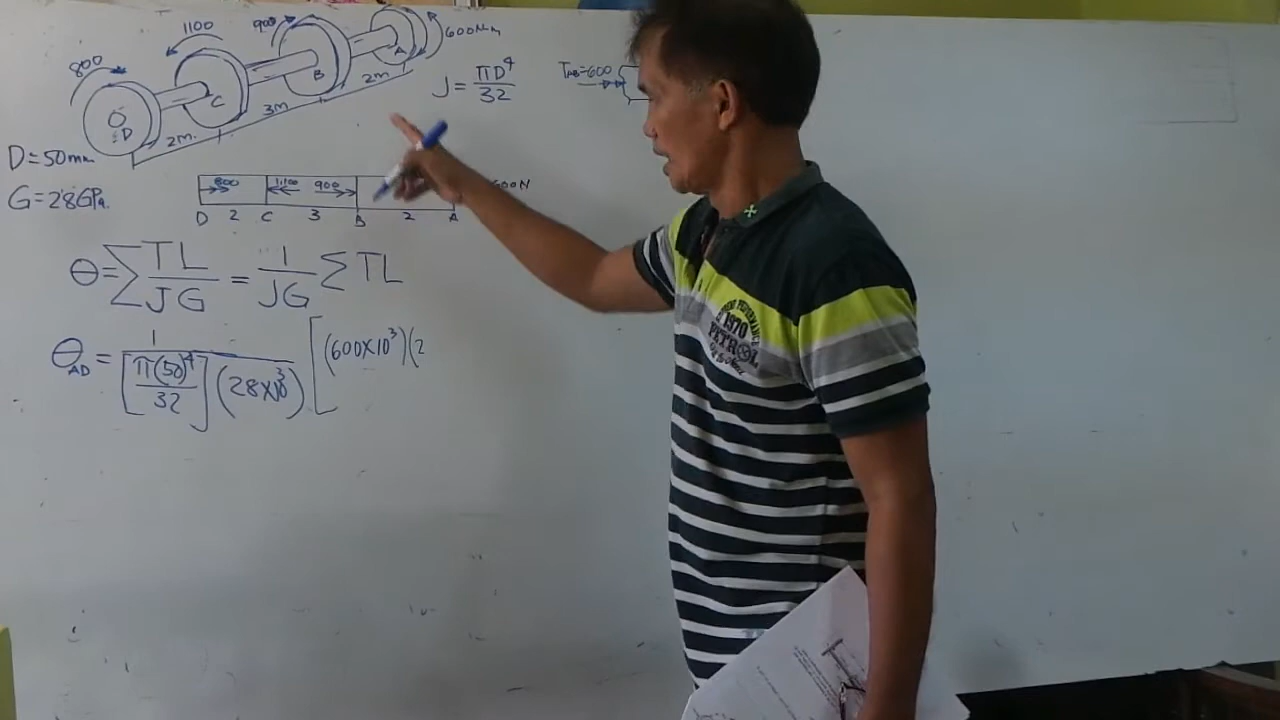 800
1100
900
600N·m
A
B
C
D
2m
3m
2m
J = πD⁴/32
T_AB=600
D = 50mm
G = 28GPa
800 1100 900 600N
D 2 C 3 B 2 A
θ = Σ TL/JG = 1/JG Σ TL
θ_AD = 1/[π(50)⁴/32](28×10³) [(600×10³)(2
1970
PETROL